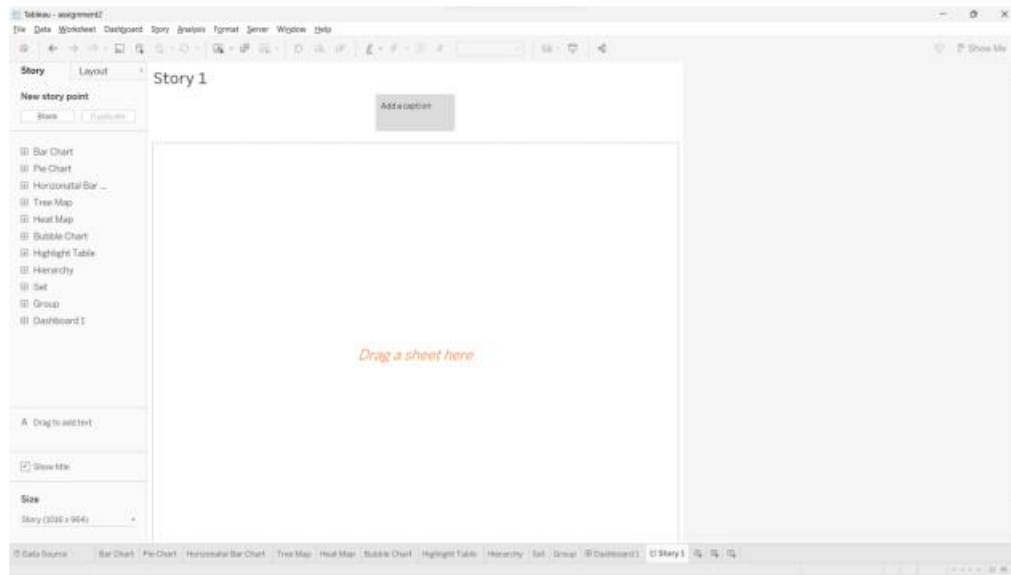 Tableau - assignment2
File Data Worksheet Dashboard Story Analysis Format Server Window Help
Show Me
Story Layout
New story point
Blank Duplicate
Bar Chart
Pie Chart
Horizonatal Bar ...
Tree Map
Heat Map
Bubble Chart
Highlight Table
Hierarchy
Set
Group
Dashboard 1
A Drag to add text
Show title
Size
Story (1016 x 964)
Story 1
Add a caption
Drag a sheet here
Data Source Bar Chart Pie Chart Horizonatal Bar Chart Tree Map Heat Map Bubble Chart Highlight Table Hierarchy Set Group Dashboard 1 Story 1